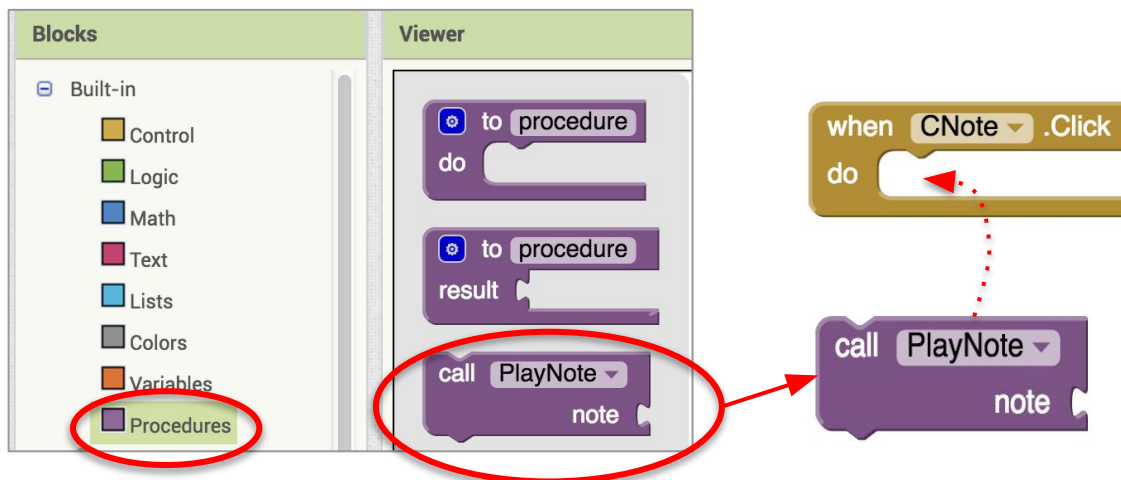 Blocks
Built-in
Control
Logic
Math
Text
Lists
Colors
Variables
Procedures
Viewer
to procedure
do
to procedure
result
call PlayNote
note
when CNote .Click
do
call PlayNote
note